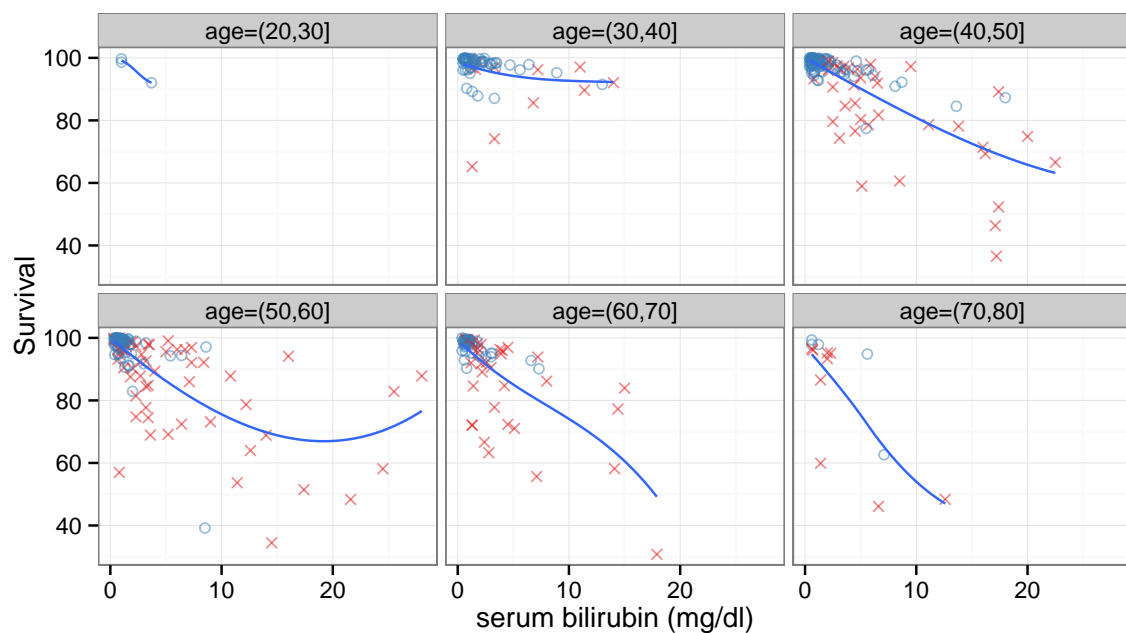 age=(20,30]
age=(30,40]
age=(40,50]
100
80
60
40
age=(50,60]
age=(60,70]
age=(70,80]
100
80
60
40
0
10
20
0
10
20
0
10
20
Survival
serum bilirubin (mg/dl)